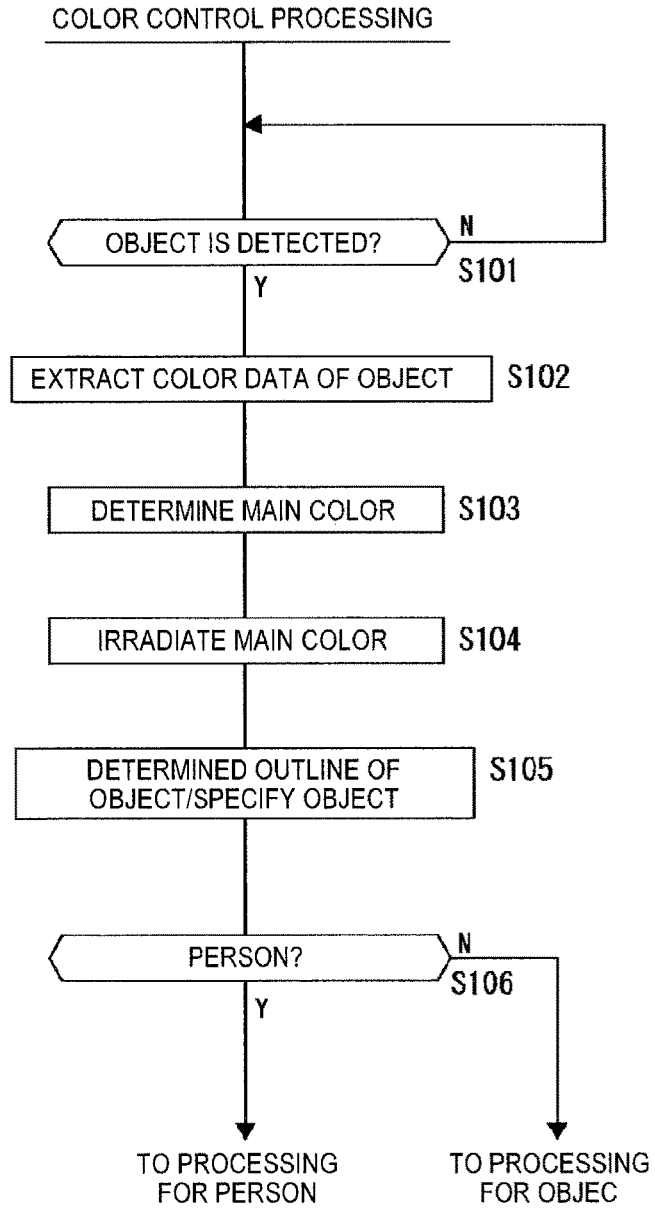 COLOR CONTROL PROCESSING
OBJECT IS DETECTED?
N
S101
Y
EXTRACT COLOR DATA OF OBJECT
S102
DETERMINE MAIN COLOR
S103
IRRADIATE MAIN COLOR
S104
DETERMINED OUTLINE OF
OBJECT/SPECIFY OBJECT
S105
PERSON?
N
S106
Y
TO PROCESSING
FOR PERSON
TO PROCESSING
FOR OBJEC